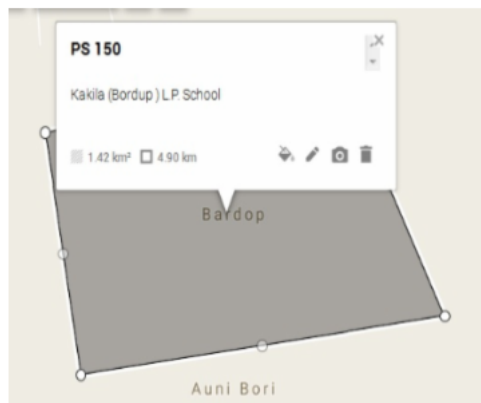 PS 150
Kakila (Bordup ) L.P. School
1.42 km² 4.90 km
Bardop
Auni Bori